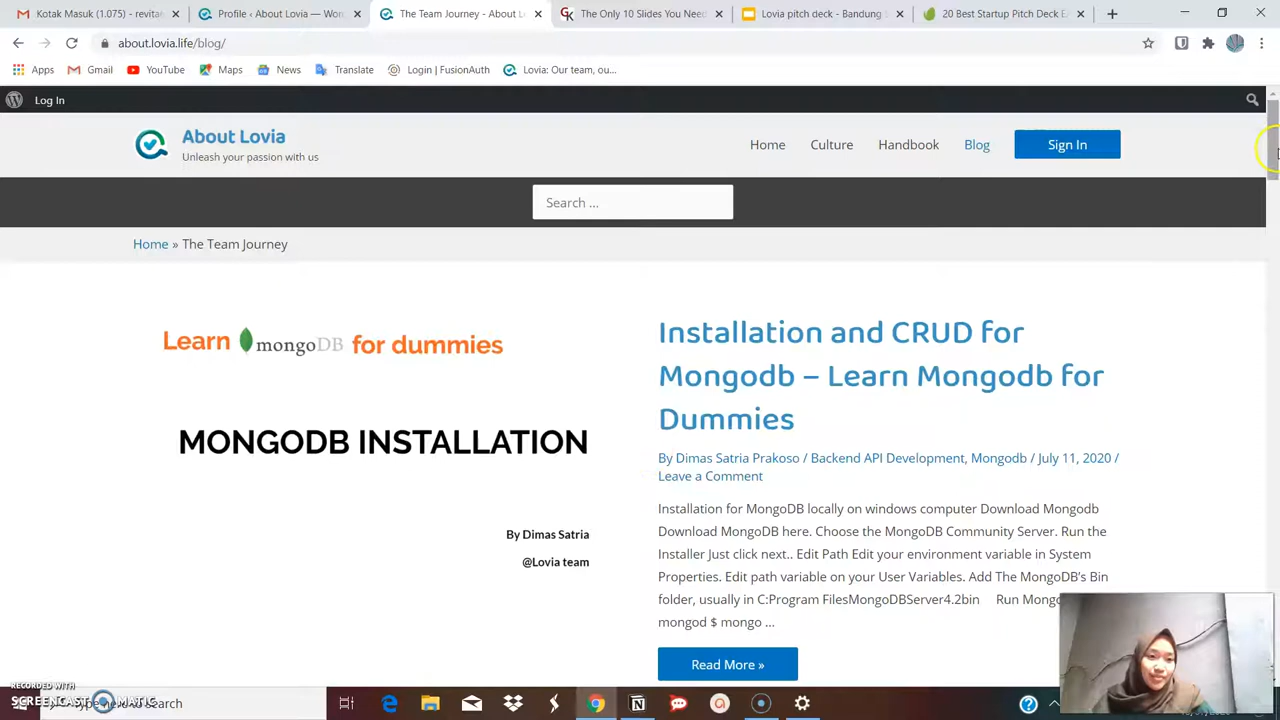 Kotak Masuk (1.075) - revita
Profile ‹ About Lovia — Wor
The Team Journey - About L
The Only 10 Slides You Need
Lovia pitch deck - Bandung
20 Best Startup Pitch Deck E
about.lovia.life/blog/
Apps Gmail YouTube Maps News Translate Login | FusionAuth Lovia: Our team, ou...
Log In
About Lovia
Unleash your passion with us
Home Culture Handbook Blog Sign In
Search ...
Home » The Team Journey
Learn mongoDB for dummies
MONGODB INSTALLATION
By Dimas Satria
@Lovia team
Installation and CRUD for
Mongodb – Learn Mongodb for
Dummies
By Dimas Satria Prakoso / Backend API Development, Mongodb / July 11, 2020 /
Leave a Comment
Installation for MongoDB locally on windows computer Download Mongodb
Download MongoDB here. Choose the MongoDB Community Server. Run the
Installer Just click next.. Edit Path Edit your environment variable in System
Properties. Edit path variable on your User Variables. Add The MongoDB's Bin
folder, usually in C:Program FilesMongoDBServer4.2bin Run Mongo
mongod $ mongo ...
Read More »
RECORDED WITH
SCREENCAST MATIC
here to search